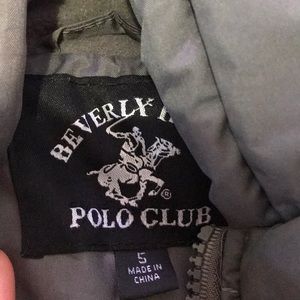 BEVERLY H
®
POLO CLUB
5
MADE IN
CHINA